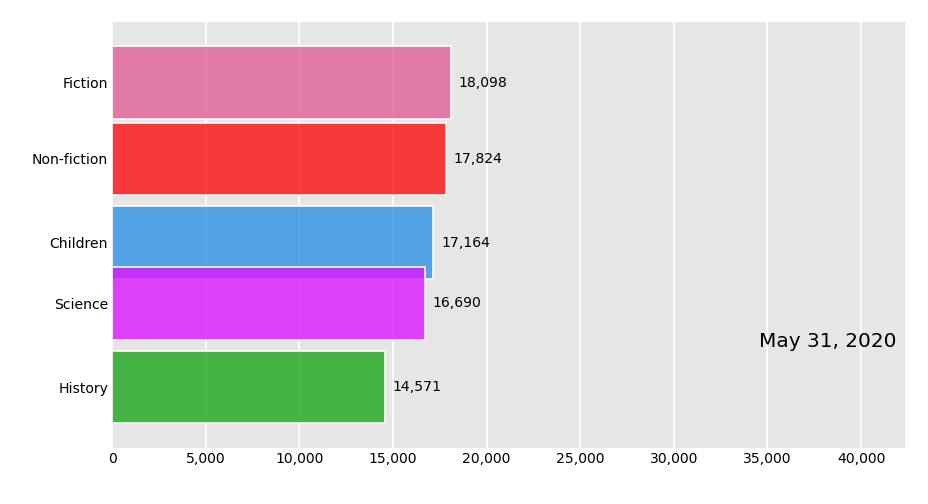 Fiction 18,098
Non-fiction 17,824
Children 17,164
Science 16,690
May 31, 2020
History 14,571
0 5,000 10,000 15,000 20,000 25,000 30,000 35,000 40,000